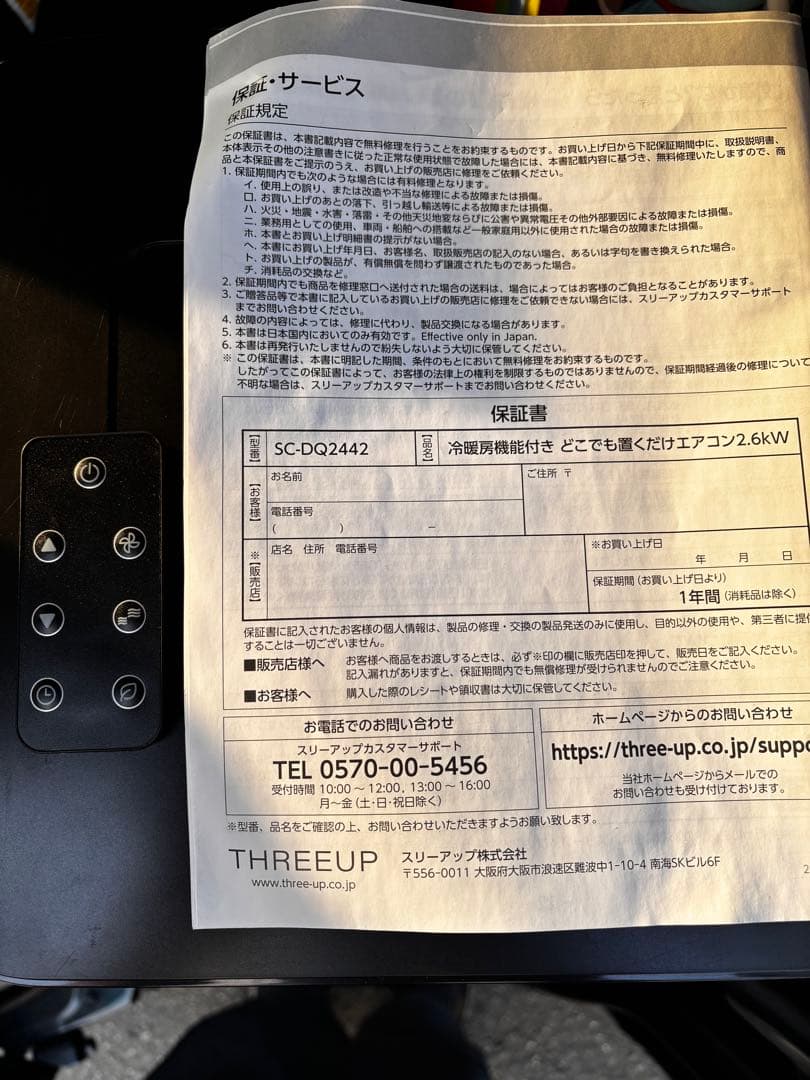 保証・サービス
保証規定
この保証書は、本書記載内容で無料修理を行うことをお約束するものです。お買い上げ日から下記保証期間中に、取扱説明書、
本体表示その他の注意書きに従った正常な使用状態で故障した場合には、本書記載内容に基づき、無料修理いたしますので、商
品と本保証書をご提示のうえ、お買い上げの販売店に修理をご依頼ください。
1. 保証期間内でも次のような場合には有料修理となります。
イ. 使用上の誤り、または改造や不当な修理による故障または損傷。
ロ. お買い上げのあとの落下、引っ越し輸送等による故障または損傷。
ハ. 火災・地震・水害・落雷・その他天災地変ならびに公害や異常電圧その他外部要因による故障または損傷。
ニ. 業務用としての使用、車両・船舶への搭載など一般家庭用以外に使用された場合の故障または損傷。
ホ. 本書とお買い上げ明細書の提示がない場合。
ヘ. 本書にお買い上げ年月日、お客様名、取扱販売店の記入のない場合、あるいは字句を書き換えられた場合。
ト. お買い上げの製品が、有償無償を問わず譲渡されたものであった場合。
チ. 消耗品の交換など。
2. 保証期間内でも商品を修理窓口へ送付された場合の送料は、場合によってはお客様のご負担となることがあります。
3. ご贈答品等で本書に記入しているお買い上げの販売店に修理をご依頼できない場合には、スリーアップカスタマーサポート
までお問い合わせください。
4. 故障の内容によっては、修理に代わり、製品交換になる場合があります。
5. 本書は日本国内においてのみ有効です。Effective only in Japan.
6. 本書は再発行いたしませんので紛失しないよう大切に保管してください。
※ この保証書は、本書に明記した期間、条件のもとにおいて無料修理をお約束するものです。
したがってこの保証書によって、お客様の法律上の権利を制限するものではありませんので、保証期間経過後の修理について
不明な場合は、スリーアップカスタマーサポートまでお問い合わせください。
保証書
【型番】 SC-DQ2442 【品名】 冷暖房機能付き どこでも置くだけエアコン2.6kW
【お客様】 お名前 ご住所 〒
電話番号
( ) −
※【販売店】 店名 住所 電話番号 ※お買い上げ日
年 月 日
保証期間（お買い上げ日より）
1年間（消耗品は除く）
保証書に記入されたお客様の個人情報は、製品の修理・交換の製品発送のみに使用し、目的以外の使用や、第三者に提供
することは一切ございません。
■販売店様へ お客様へ商品をお渡しするときは、必ず※印の欄に販売店印を押して、販売日をご記入ください。
記入漏れがありますと、保証期間内でも無償修理が受けられませんのでご注意ください。
■お客様へ 購入した際のレシートや領収書は大切に保管してください。
お電話でのお問い合わせ
スリーアップカスタマーサポート
TEL 0570-00-5456
受付時間 10:00 〜 12:00, 13:00 〜 16:00
月〜金（土・日・祝日除く）
ホームページからのお問い合わせ
https://three-up.co.jp/suppo
当社ホームページからメールでの
お問い合わせも受け付けております。
※型番、品名をご確認の上、お問い合わせいただきますようお願い致します。
THREEUP スリーアップ株式会社
www.three-up.co.jp 〒556-0011 大阪府大阪市浪速区難波中1-10-4 南海SKビル6F